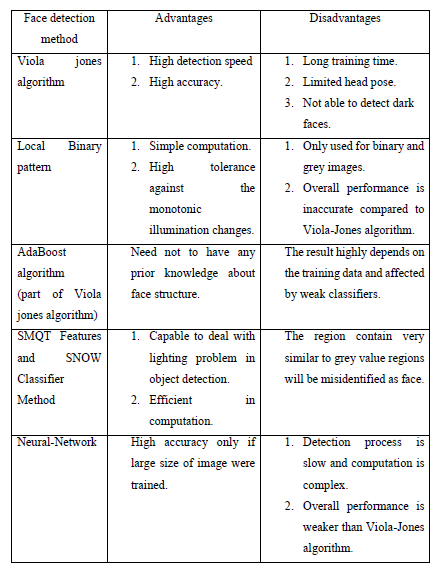 Face detection method
Advantages
Disadvantages
Viola jones algorithm
1. High detection speed
2. High accuracy.
1. Long training time.
2. Limited head pose.
3. Not able to detect dark
faces.
Local Binary
pattern
1. Simple computation.
2. High tolerance
against the
monotonic
illumination changes.
1. Only used for binary and
grey images.
2. Overall performance is
inaccurate compared to
Viola-Jones algorithm.
AdaBoost
algorithm
(part of Viola
jones algorithm)
Need not to have any
prior knowledge about
face structure.
The result highly depends on
the training data and affected
by weak classifiers.
SMQT Features
and SNOW
Classifier
Method
1. Capable to deal with
lighting problem in
object detection.
2. Efficient in
computation.
The region contain very
similar to grey value regions
will be misidentified as face.
Neural-Network
High accuracy only if
large size of image were
trained.
1. Detection process is
slow and computation is
complex.
2. Overall performance is
weaker than Viola-Jones
algorithm.